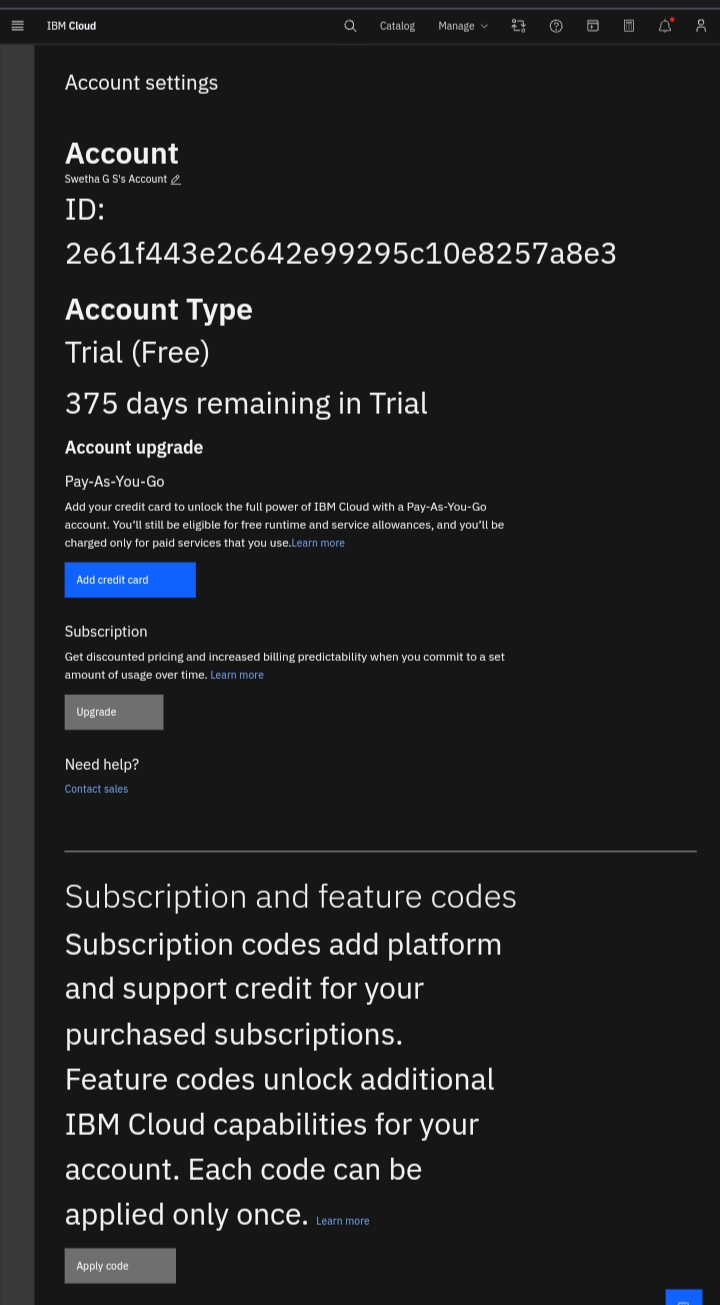 IBM Cloud
Catalog
Manage
Account settings
Account
Swetha G S's Account
ID:
2e61f443e2c642e99295c10e8257a8e3
Account Type
Trial (Free)
375 days remaining in Trial
Account upgrade
Pay-As-You-Go
Add your credit card to unlock the full power of IBM Cloud with a Pay-As-You-Go
account. You’ll still be eligible for free runtime and service allowances, and you’ll be
charged only for paid services that you use.Learn more
Add credit card
Subscription
Get discounted pricing and increased billing predictability when you commit to a set
amount of usage over time. Learn more
Upgrade
Need help?
Contact sales
Subscription and feature codes
Subscription codes add platform
and support credit for your
purchased subscriptions.
Feature codes unlock additional
IBM Cloud capabilities for your
account. Each code can be
applied only once. Learn more
Apply code